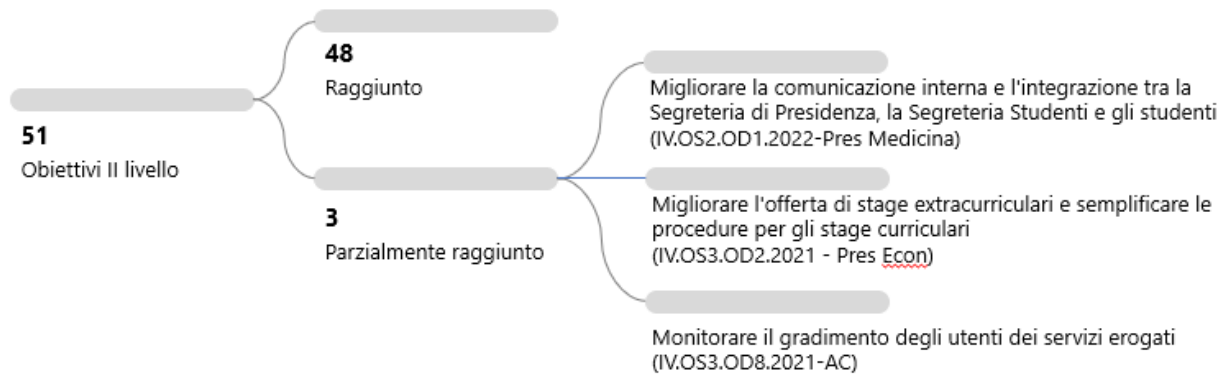 51
Obiettivi II livello
48
Raggiunto
3
Parzialmente raggiunto
Migliorare la comunicazione interna e l'integrazione tra la
Segreteria di Presidenza, la Segreteria Studenti e gli studenti
(IV.OS2.OD1.2022-Pres Medicina)
Migliorare l'offerta di stage extracurriculari e semplificare le
procedure per gli stage curriculari
(IV.OS3.OD2.2021 - Pres Econ)
Monitorare il gradimento degli utenti dei servizi erogati
(IV.OS3.OD8.2021-AC)